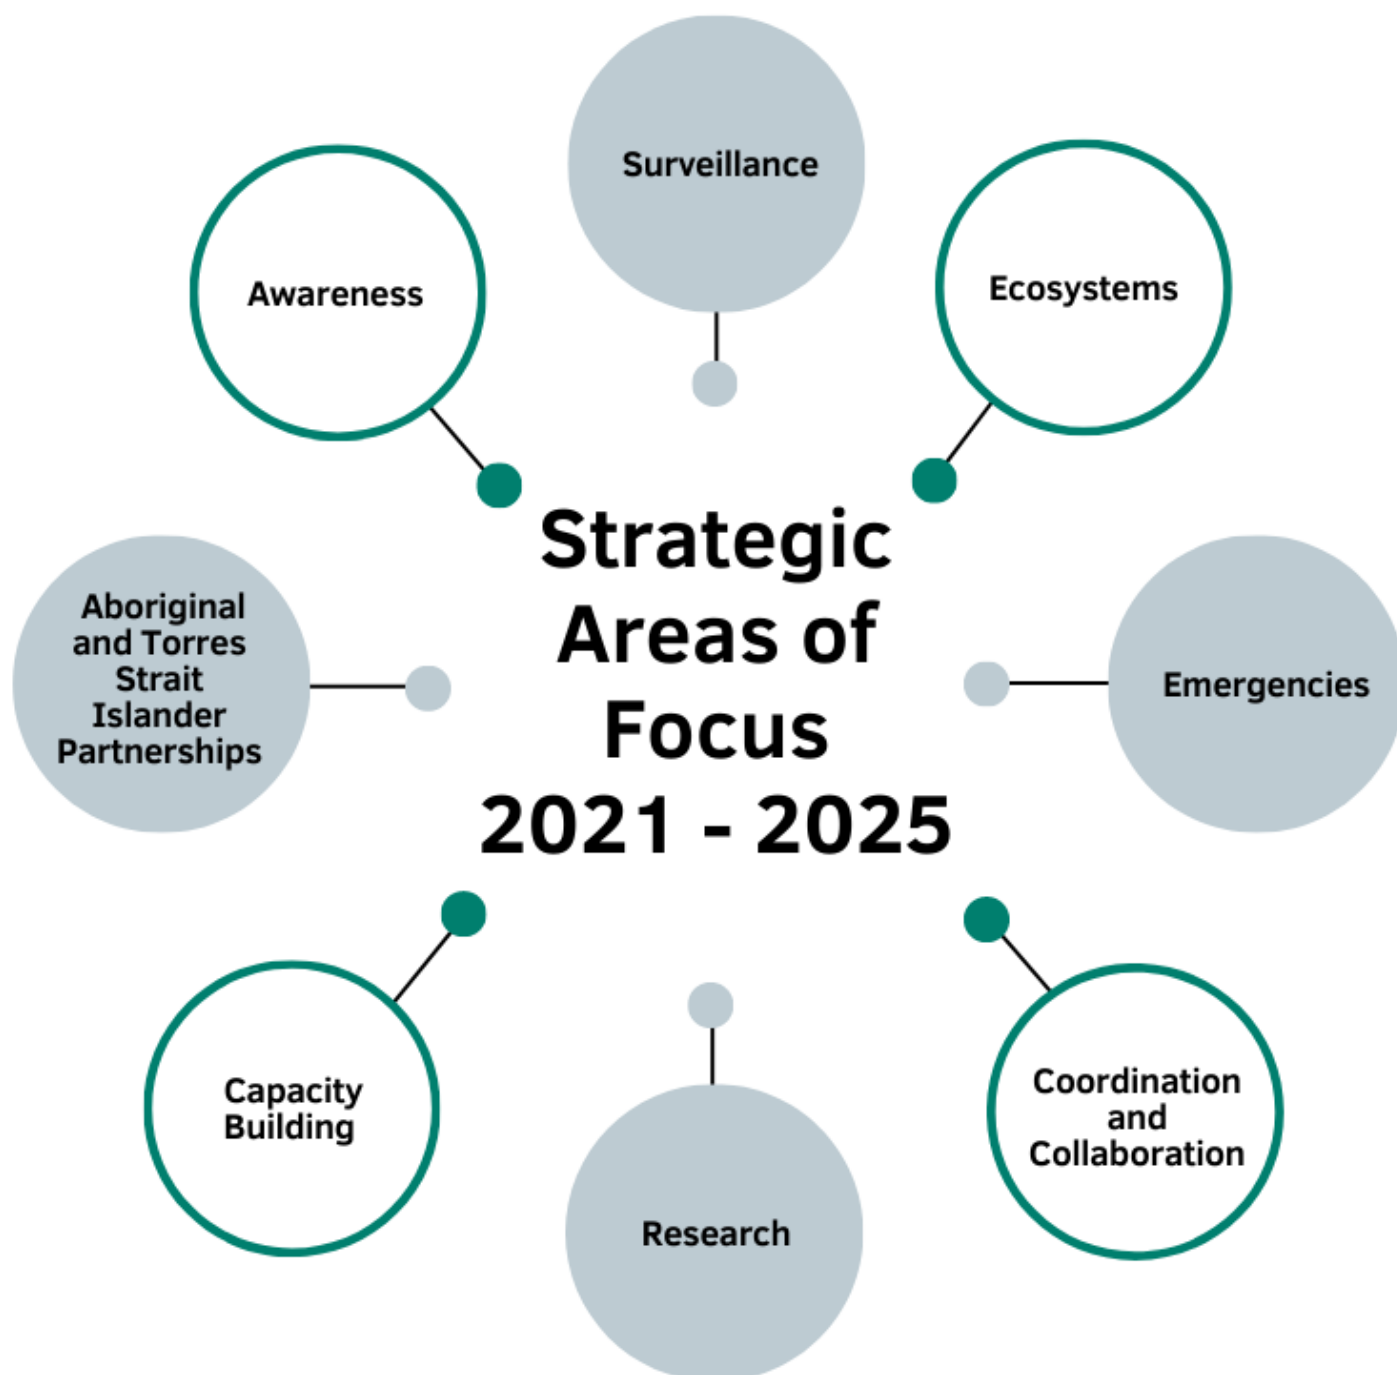 Surveillance
Awareness
Ecosystems
Strategic
Areas of
Focus
2021 - 2025
Aboriginal
and Torres
Strait
Islander
Partnerships
Emergencies
Capacity
Building
Coordination
and
Collaboration
Research